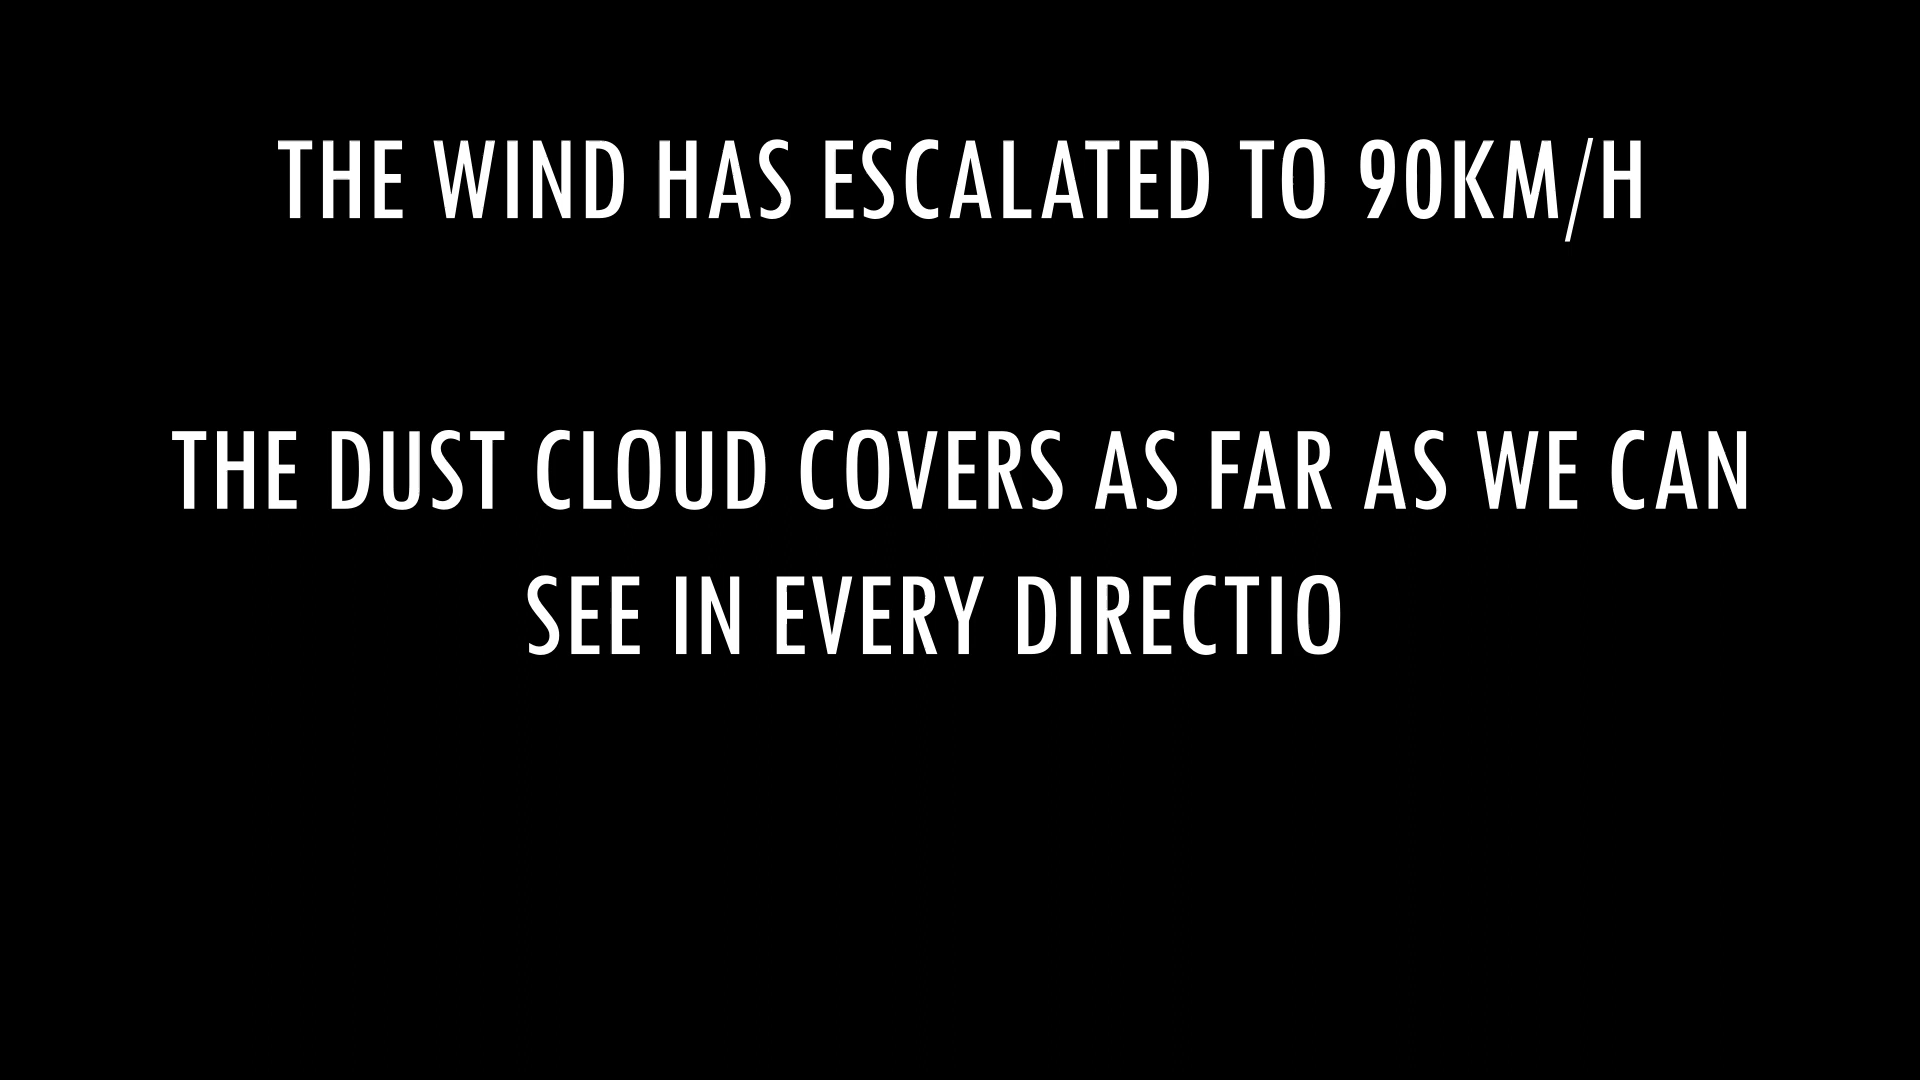 THE WIND HAS ESCALATED TO 90KM/H
THE DUST CLOUD COVERS AS FAR AS WE CAN
SEE IN EVERY DIRECTIO